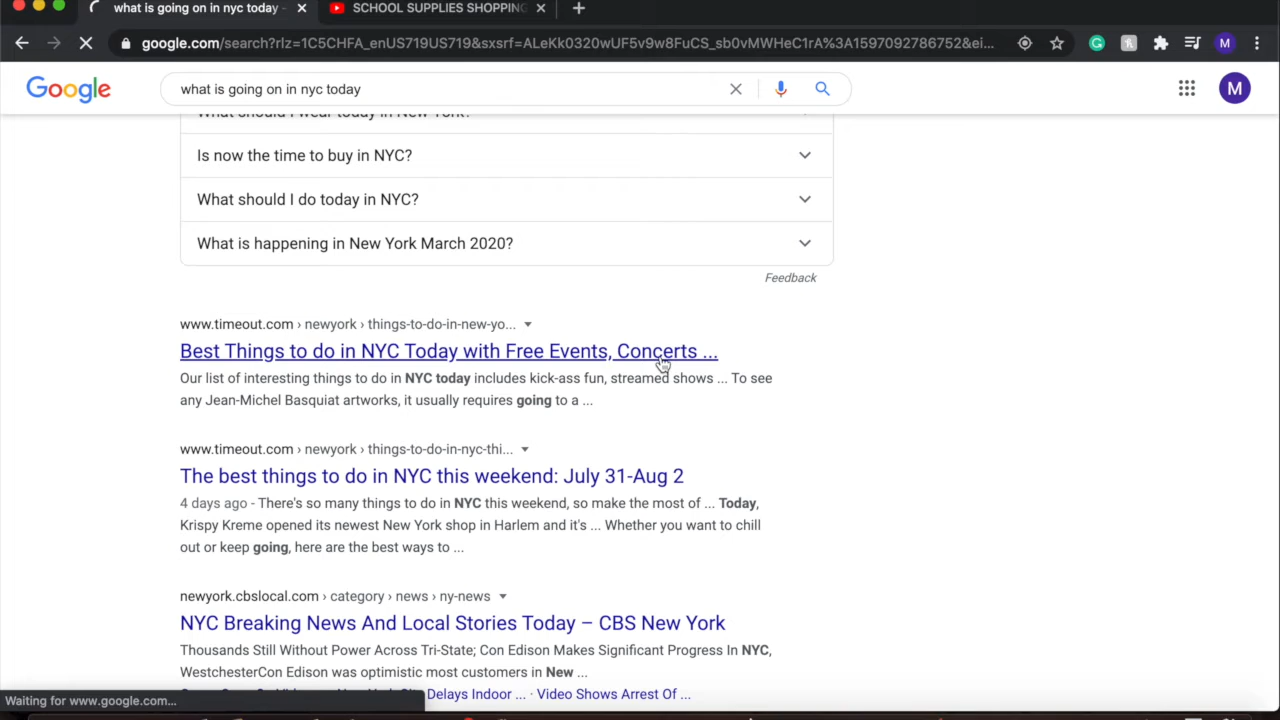 what is going on in nyc today -
SCHOOL SUPPLIES SHOPPING
google.com/search?rlz=1C5CHFA_enUS719US719&sxsrf=ALeKk0320wUF5v9w8FuCS_sb0vMWHeC1rA%3A1597092786752&ei...
M
Google
what is going on in nyc today
M
What should I wear today in New York?
Is now the time to buy in NYC?
What should I do today in NYC?
What is happening in New York March 2020?
Feedback
www.timeout.com › newyork › things-to-do-in-new-yo...
Best Things to do in NYC Today with Free Events, Concerts ...
Our list of interesting things to do in NYC today includes kick-ass fun, streamed shows ... To see
any Jean-Michel Basquiat artworks, it usually requires going to a ...
www.timeout.com › newyork › things-to-do-in-nyc-thi...
The best things to do in NYC this weekend: July 31-Aug 2
4 days ago - There's so many things to do in NYC this weekend, so make the most of ... Today,
Krispy Kreme opened its newest New York shop in Harlem and it's ... Whether you want to chill
out or keep going, here are the best ways to ...
newyork.cbslocal.com › category › news › ny-news
NYC Breaking News And Local Stories Today – CBS New York
Thousands Still Without Power Across Tri-State; Con Edison Makes Significant Progress In NYC,
WestchesterCon Edison was optimistic most customers in New ...
Delays Indoor ... · Video Shows Arrest Of ...
Waiting for www.google.com...